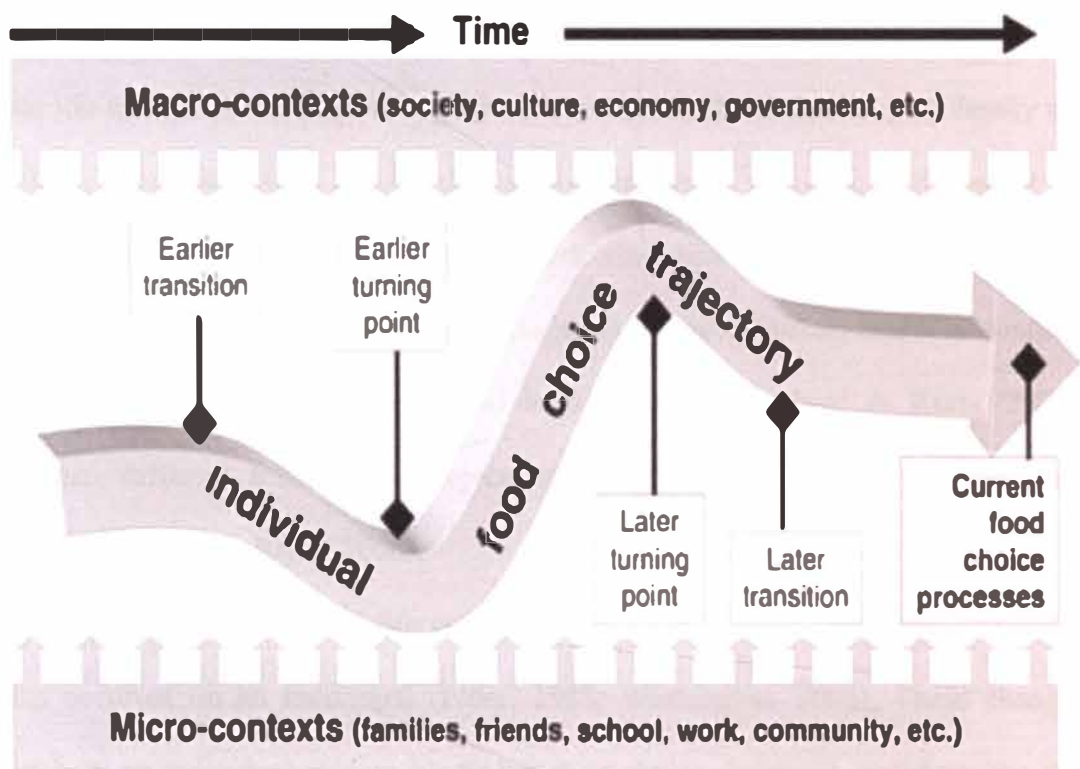 Time
Macro-contexts (society, culture, economy, government, etc.)
Earlier
transition
Earlier
turning
point
Individual food choice trajectory
Later
turning
point
Later
transition
Current
food
choice
processes
Micro-contexts (families, friends, school, work, community, etc.)